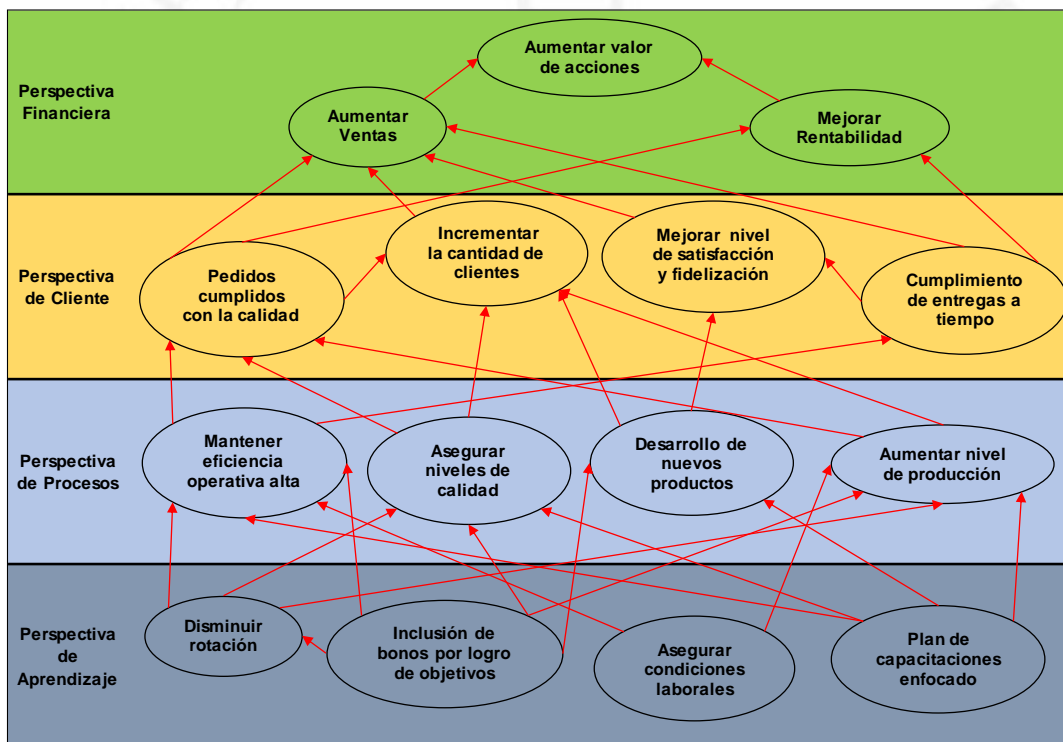 Perspectiva
Financiera
Aumentar valor
de acciones
Aumentar
Ventas
Mejorar
Rentabilidad
Perspectiva
de Cliente
Pedidos
cumplidos
con la calidad
Incrementar
la cantidad de
clientes
Mejorar nivel
de satisfacción
y fidelización
Cumplimiento
de entregas a
tiempo
Perspectiva
de Procesos
Mantener
eficiencia
operativa alta
Asegurar
niveles de
calidad
Desarrollo de
nuevos
productos
Aumentar nivel
de producción
Perspectiva
de
Aprendizaje
Disminuir
rotación
Inclusión de
bonos por logro
de objetivos
Asegurar
condiciones
laborales
Plan de
capacitaciones
enfocado